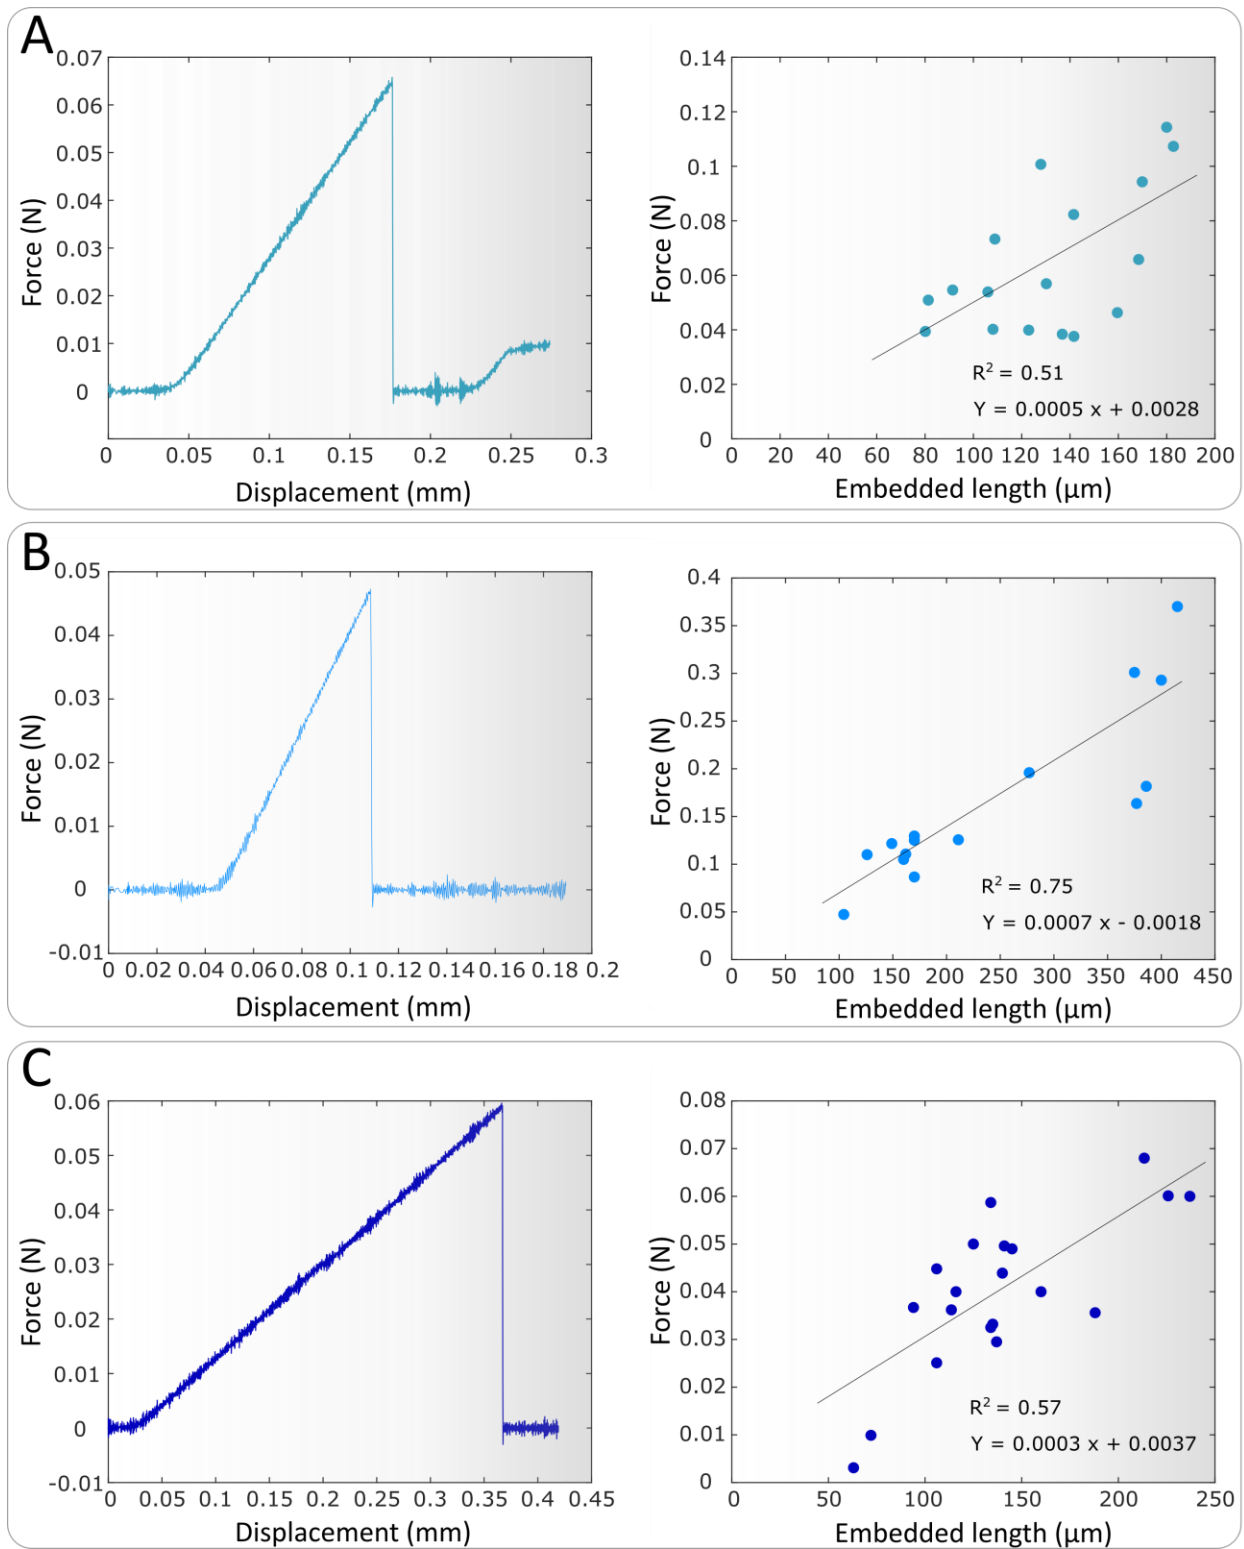 A
0.07
0.06
0.05
0.04
0.03
0.02
0.01
0
Force (N)
0 0.05 0.1 0.15 0.2 0.25 0.3
Displacement (mm)
0.14
0.12
0.1
0.08
0.06
0.04
0.02
0
Force (N)
R² = 0.51
Y = 0.0005 x + 0.0028
0 20 40 60 80 100 120 140 160 180 200
Embedded length (μm)
B
0.05
0.04
0.03
0.02
0.01
0
-0.01
Force (N)
0 0.02 0.04 0.06 0.08 0.1 0.12 0.14 0.16 0.18 0.2
Displacement (mm)
0.4
0.35
0.3
0.25
0.2
0.15
0.1
0.05
0
Force (N)
R² = 0.75
Y = 0.0007 x - 0.0018
0 50 100 150 200 250 300 350 400 450
Embedded length (μm)
C
0.06
0.05
0.04
0.03
0.02
0.01
0
-0.01
Force (N)
0 0.05 0.1 0.15 0.2 0.25 0.3 0.35 0.4 0.45
Displacement (mm)
0.08
0.07
0.06
0.05
0.04
0.03
0.02
0.01
0
Force (N)
R² = 0.57
Y = 0.0003 x + 0.0037
0 50 100 150 200 250
Embedded length (μm)